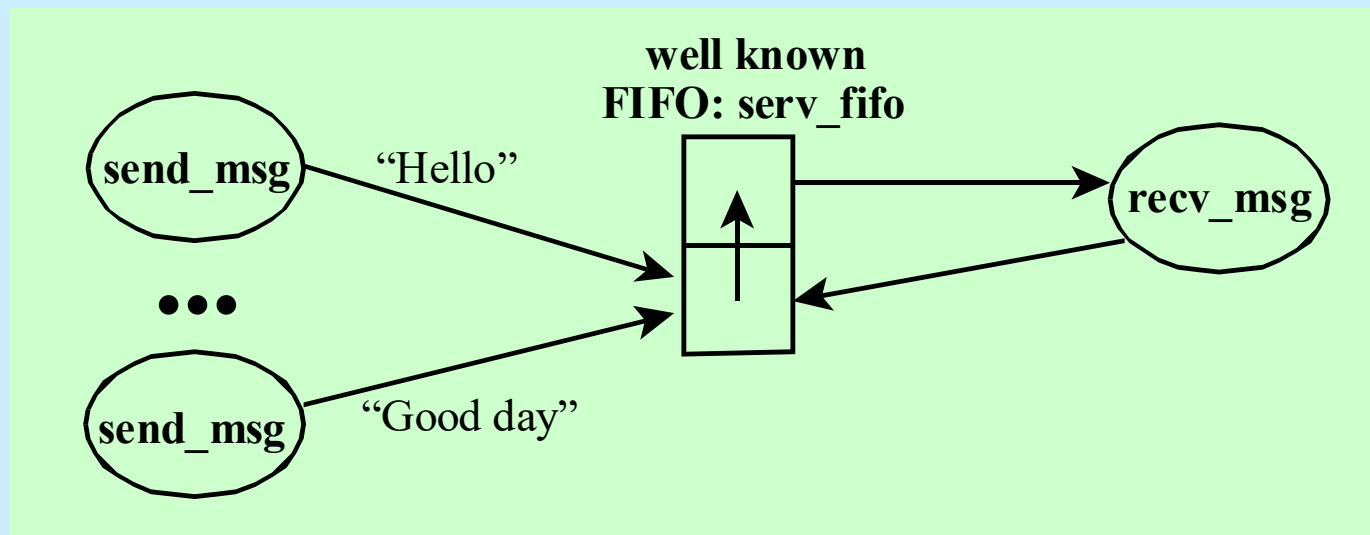 well known
FIFO: serv_fifo
send_msg
“Hello”
recv_msg
“Good day”
send_msg